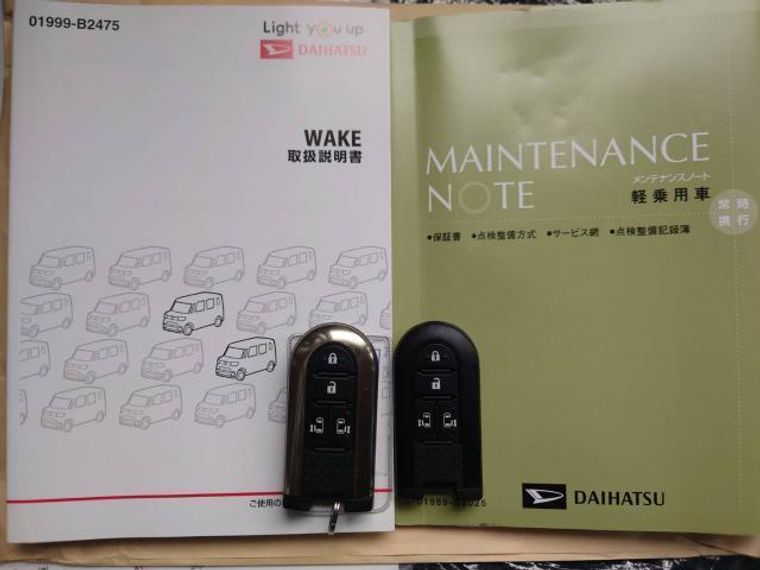 01999-B2475
Light you up
DAIHATSU
WAKE
取扱説明書
ご使用の
MAINTENANCE
NOTE
メンテナンスノート
軽乗用車
常時
携行
●保証書 ●点検整備方式 ●サービス網 ●点検整備記録簿
DAIHATSU